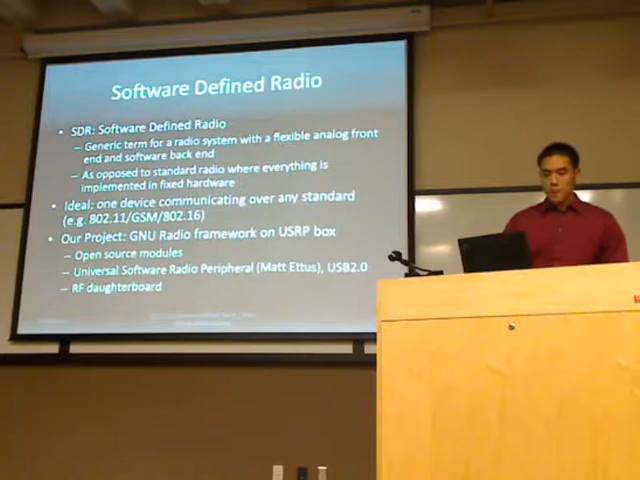 Software Defined Radio
• SDR: Software Defined Radio
– Generic term for a radio system with a flexible analog front
end and software back end
– As opposed to standard radio where everything is
implemented in fixed hardware
• Ideal: one device communicating over any standard
(e.g. 802.11/GSM/802.16)
• Our Project: GNU Radio framework on USRP box
– Open source modules
– Universal Software Radio Peripheral (Matt Ettus), USB2.0
– RF daughterboard